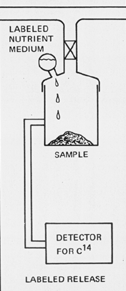 LABELED
NUTRIENT
MEDIUM
SAMPLE
DETECTOR
FOR C14
LABELED RELEASE